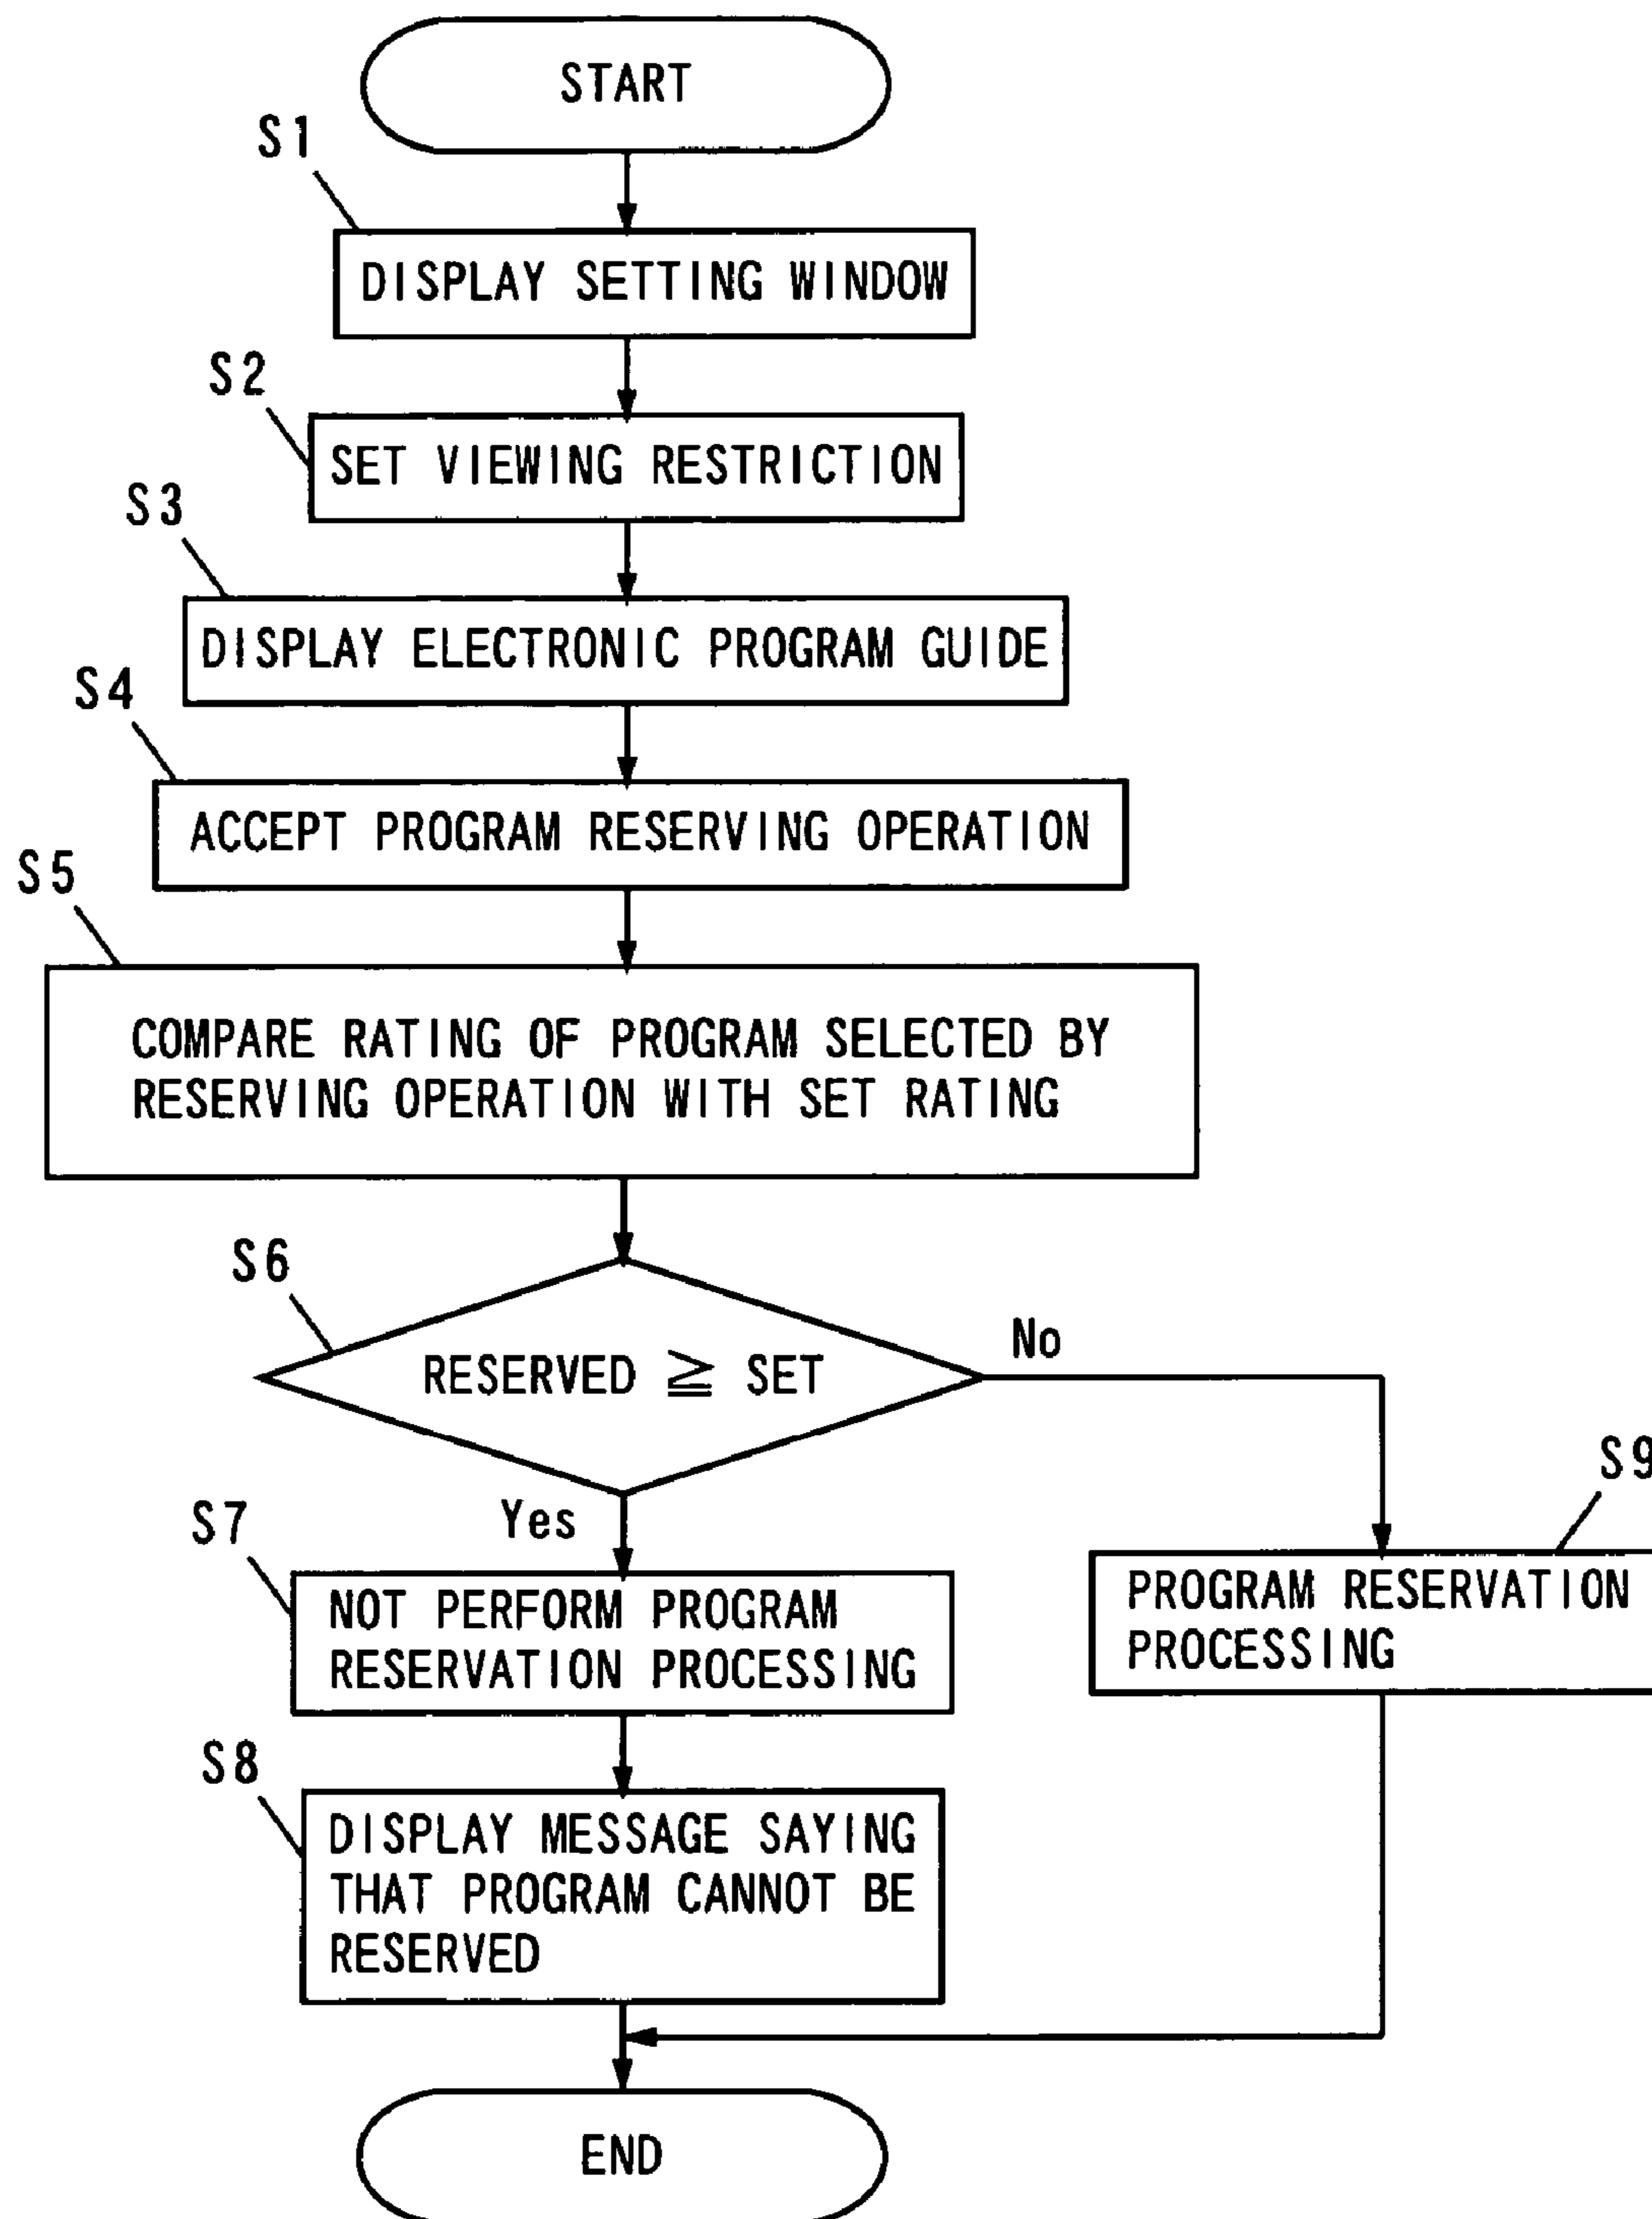 START
S1
DISPLAY SETTING WINDOW
S2
SET VIEWING RESTRICTION
S3
DISPLAY ELECTRONIC PROGRAM GUIDE
S4
ACCEPT PROGRAM RESERVING OPERATION
S5
COMPARE RATING OF PROGRAM SELECTED BY
RESERVING OPERATION WITH SET RATING
S6
RESERVED ≧ SET
No
Yes
S7
NOT PERFORM PROGRAM
RESERVATION PROCESSING
S9
PROGRAM RESERVATION
PROCESSING
S8
DISPLAY MESSAGE SAYING
THAT PROGRAM CANNOT BE
RESERVED
END